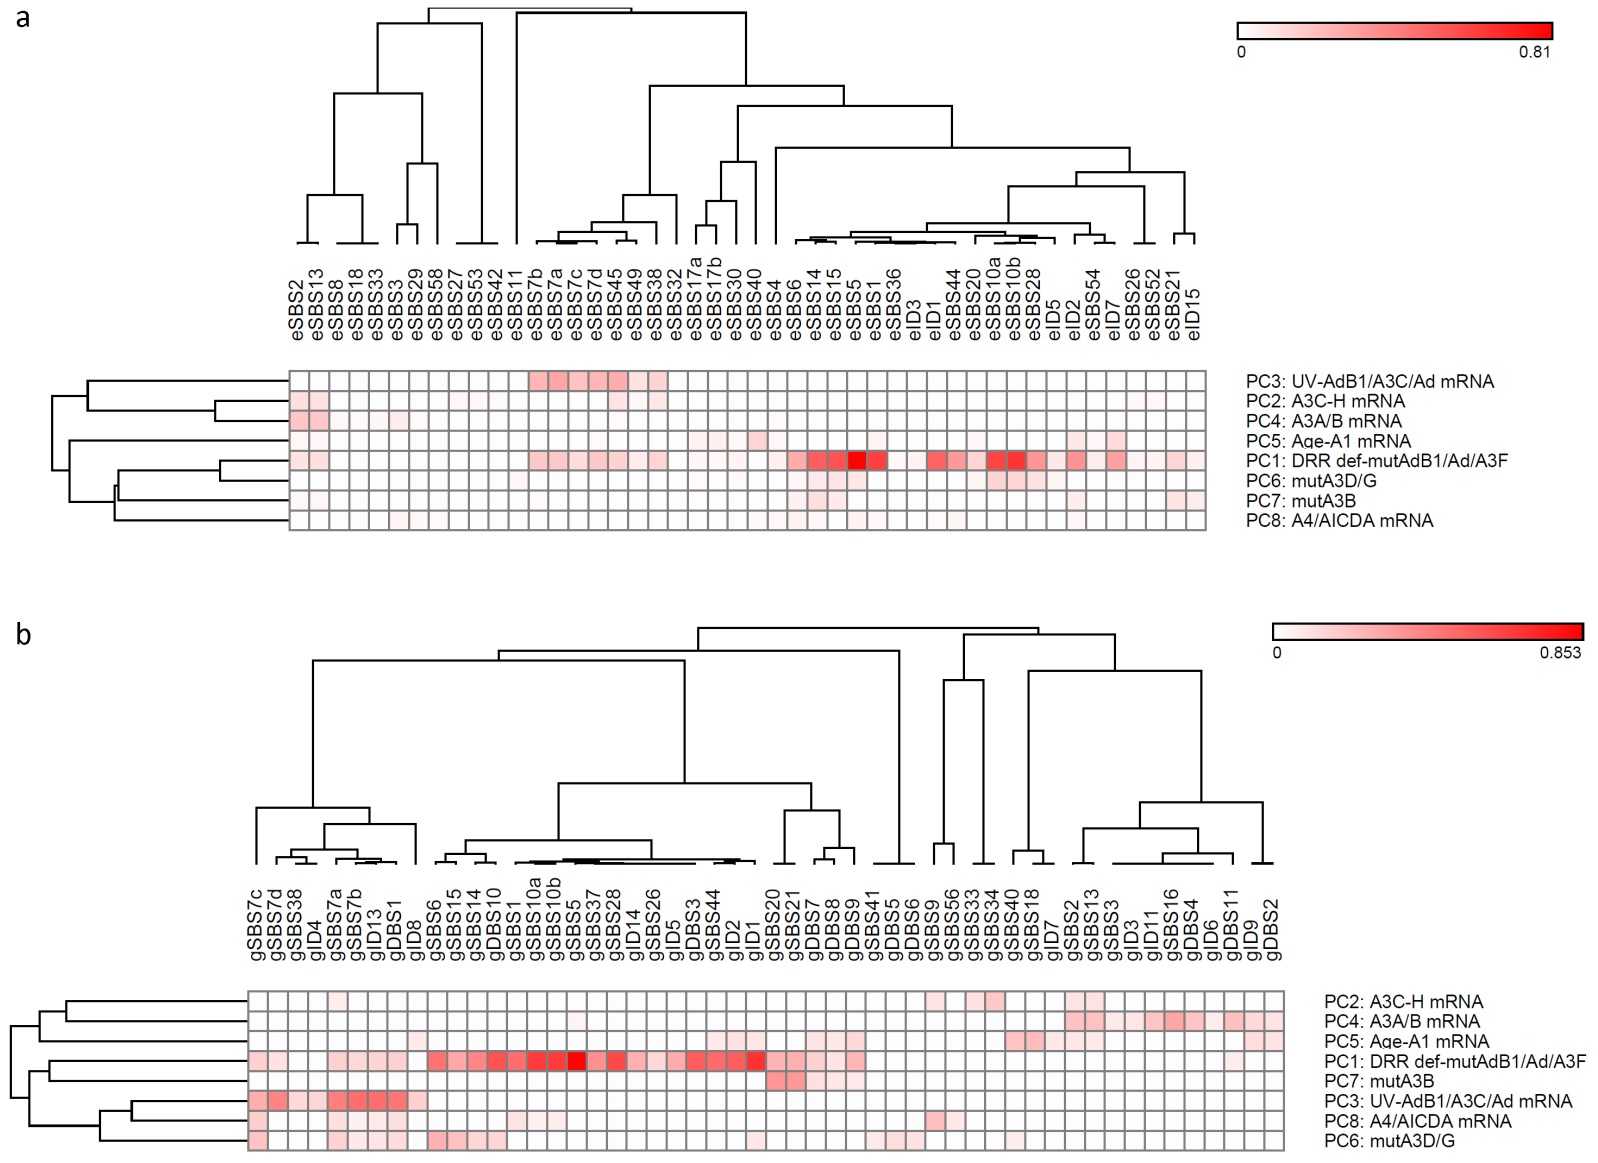 a
0
0.81
eSBS2
eSBS13
eSBS8
eSBS18
eSBS33
eSBS3
eSBS29
eSBS58
eSBS27
eSBS53
eSBS42
eSBS11
eSBS7b
eSBS7a
eSBS7c
eSBS7d
eSBS45
eSBS49
eSBS38
eSBS32
eSBS17a
eSBS17b
eSBS30
eSBS40
eSBS4
eSBS6
eSBS14
eSBS15
eSBS5
eSBS1
eSBS36
eID3
eID1
eSBS44
eSBS20
eSBS10a
eSBS10b
eSBS28
eID5
eID2
eSBS54
eID7
eSBS26
eSBS52
eSBS21
eID15
PC3: UV-AdB1/A3C/Ad mRNA
PC2: A3C-H mRNA
PC4: A3A/B mRNA
PC5: Age-A1 mRNA
PC1: DRR def-mutAdB1/Ad/A3F
PC6: mutA3D/G
PC7: mutA3B
PC8: A4/AICDA mRNA
b
0
0.853
gSBS7c
gSBS7d
gSBS38
gID4
gSBS7a
gSBS7b
gID13
gDBS1
gID8
gSBS6
gSBS15
gSBS14
gDBS10
gSBS1
gSBS10a
gSBS10b
gSBS5
gSBS37
gSBS28
gID14
gSBS26
gID5
gDBS3
gSBS44
gID2
gID1
gSBS20
gSBS21
gDBS7
gDBS8
gDBS9
gSBS41
gDBS5
gDBS6
gSBS9
gSBS56
gSBS33
gSBS34
gSBS40
gSBS18
gID7
gSBS2
gSBS13
gSBS3
gID3
gID11
gSBS16
gDBS4
gID6
gDBS11
gID9
gDBS2
PC2: A3C-H mRNA
PC4: A3A/B mRNA
PC5: Age-A1 mRNA
PC1: DRR def-mutAdB1/Ad/A3F
PC7: mutA3B
PC3: UV-AdB1/A3C/Ad mRNA
PC8: A4/AICDA mRNA
PC6: mutA3D/G